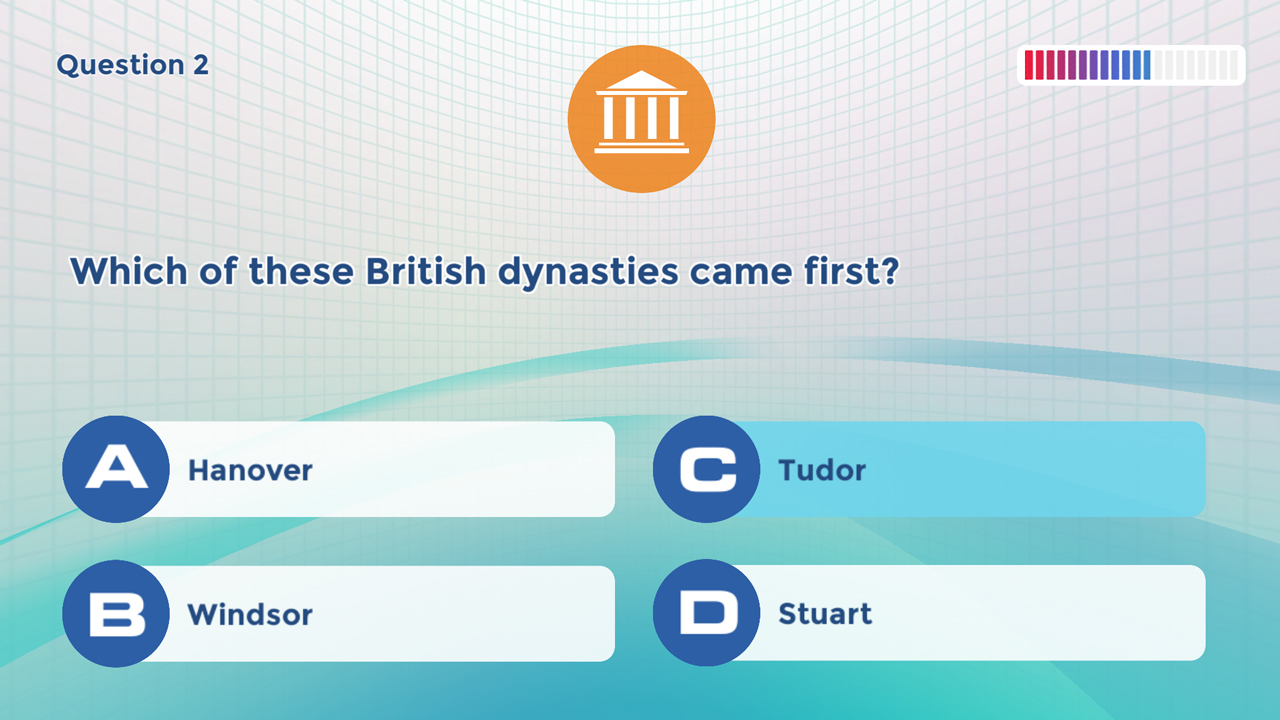 Question 2
Which of these British dynasties came first?
A Hanover
B Windsor
C Tudor
D Stuart